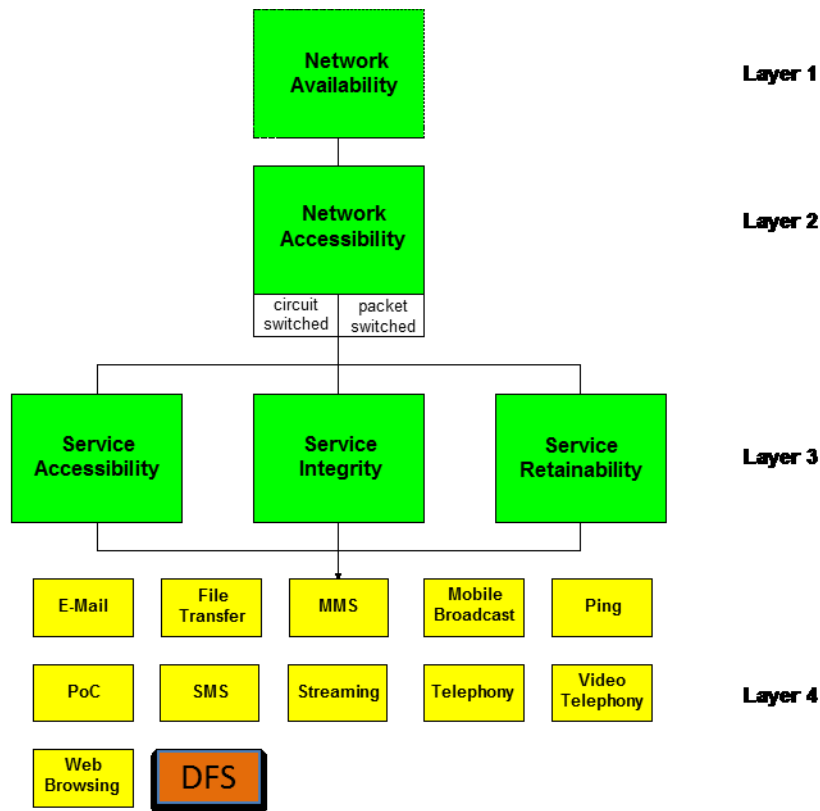 Network
Availability
Layer 1
Network
Accessibility
Layer 2
circuit
switched
packet
switched
Service
Accessibility
Service
Integrity
Service
Retainability
Layer 3
E-Mail
File
Transfer
MMS
Mobile
Broadcast
Ping
PoC
SMS
Streaming
Telephony
Video
Telephony
Layer 4
Web
Browsing
DFS